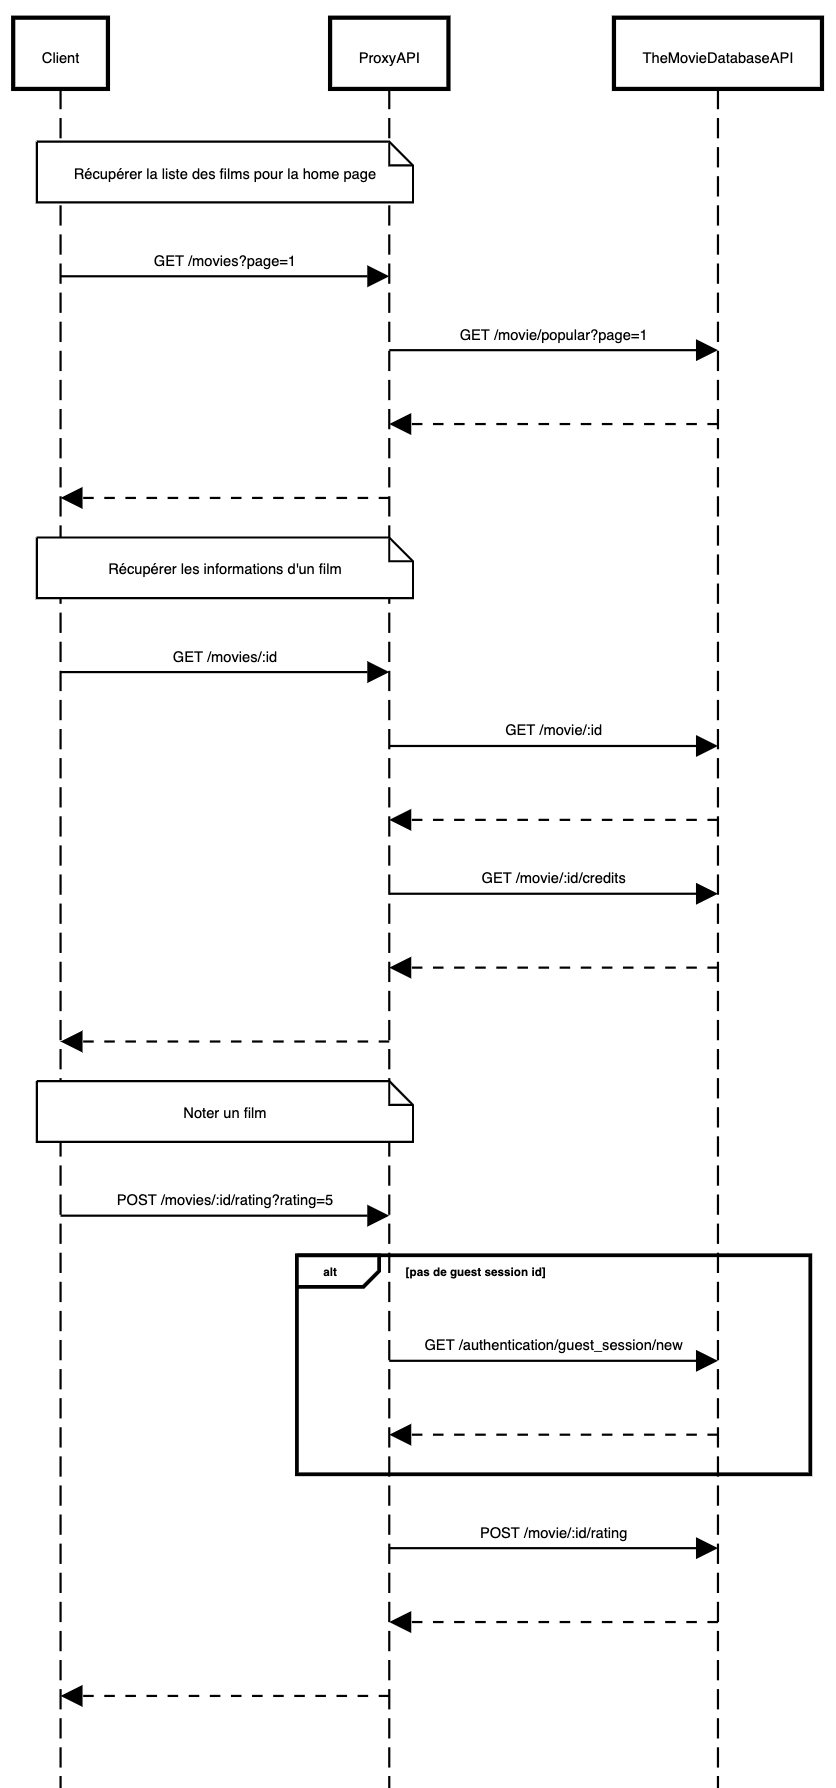 Client
ProxyAPI
TheMovieDatabaseAPI
Récupérer la liste des films pour la home page
GET /movies?page=1
GET /movie/popular?page=1
Récupérer les informations d'un film
GET /movies/:id
GET /movie/:id
GET /movie/:id/credits
Noter un film
POST /movies/:id/rating?rating=5
alt
[pas de guest session id]
GET /authentication/guest_session/new
POST /movie/:id/rating